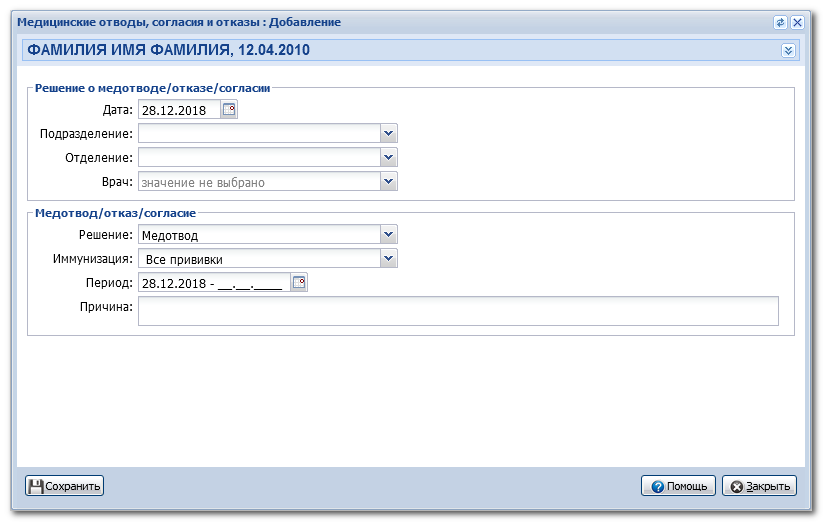 Медицинские отводы, согласия и отказы : Добавление
ФАМИЛИЯ ИМЯ ФАМИЛИЯ, 12.04.2010
Решение о медотводе/отказе/согласии
Дата: 28.12.2018
Подразделение:
Отделение:
Врач: значение не выбрано
Медотвод/отказ/согласие
Решение: Медотвод
Иммунизация: Все прививки
Период: 28.12.2018 - __.__.____
Причина:
Сохранить Помощь Закрыть